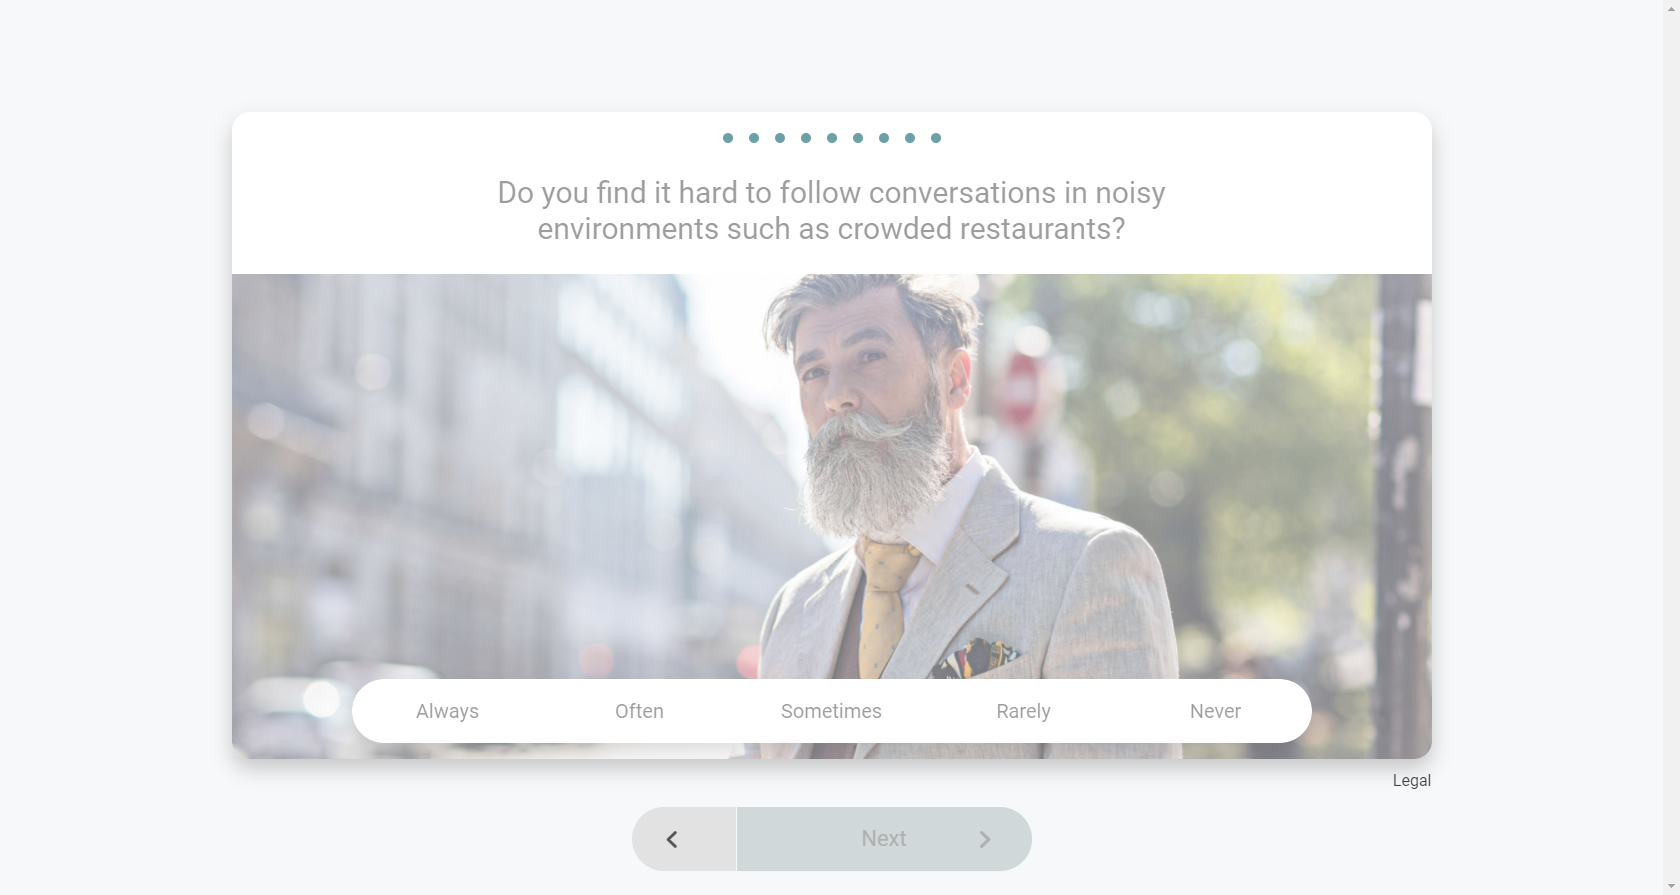 Do you find it hard to follow conversations in noisy
environments such as crowded restaurants?
Always Often Sometimes Rarely Never
Legal
Next